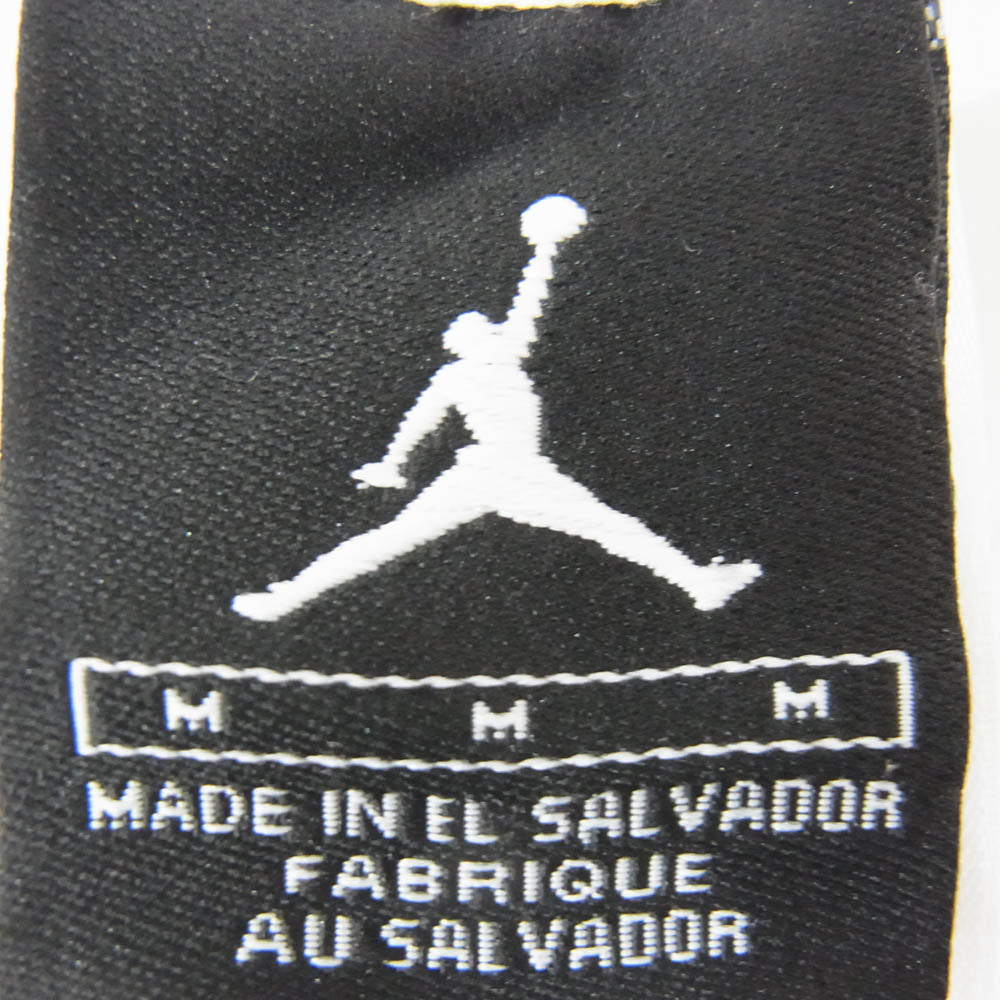 M M M
MADE IN EL SALVADOR
FABRIQUE
AU SALVADOR